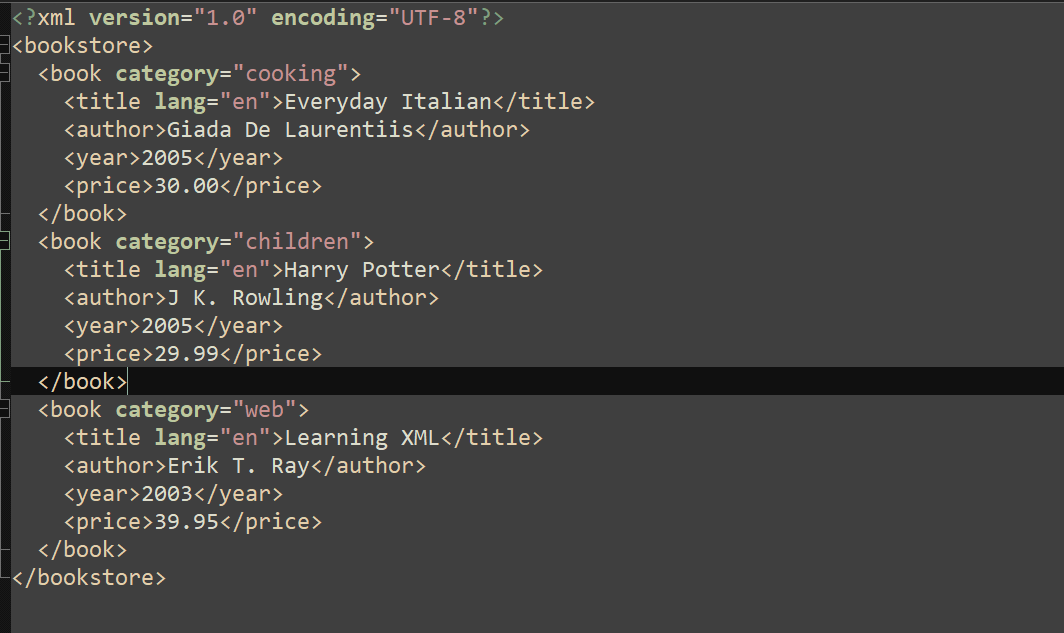 <?xml version="1.0" encoding="UTF-8"?>
<bookstore>
  <book category="cooking">
    <title lang="en">Everyday Italian</title>
    <author>Giada De Laurentiis</author>
    <year>2005</year>
    <price>30.00</price>
  </book>
  <book category="children">
    <title lang="en">Harry Potter</title>
    <author>J K. Rowling</author>
    <year>2005</year>
    <price>29.99</price>
  </book>
  <book category="web">
    <title lang="en">Learning XML</title>
    <author>Erik T. Ray</author>
    <year>2003</year>
    <price>39.95</price>
  </book>
</bookstore>